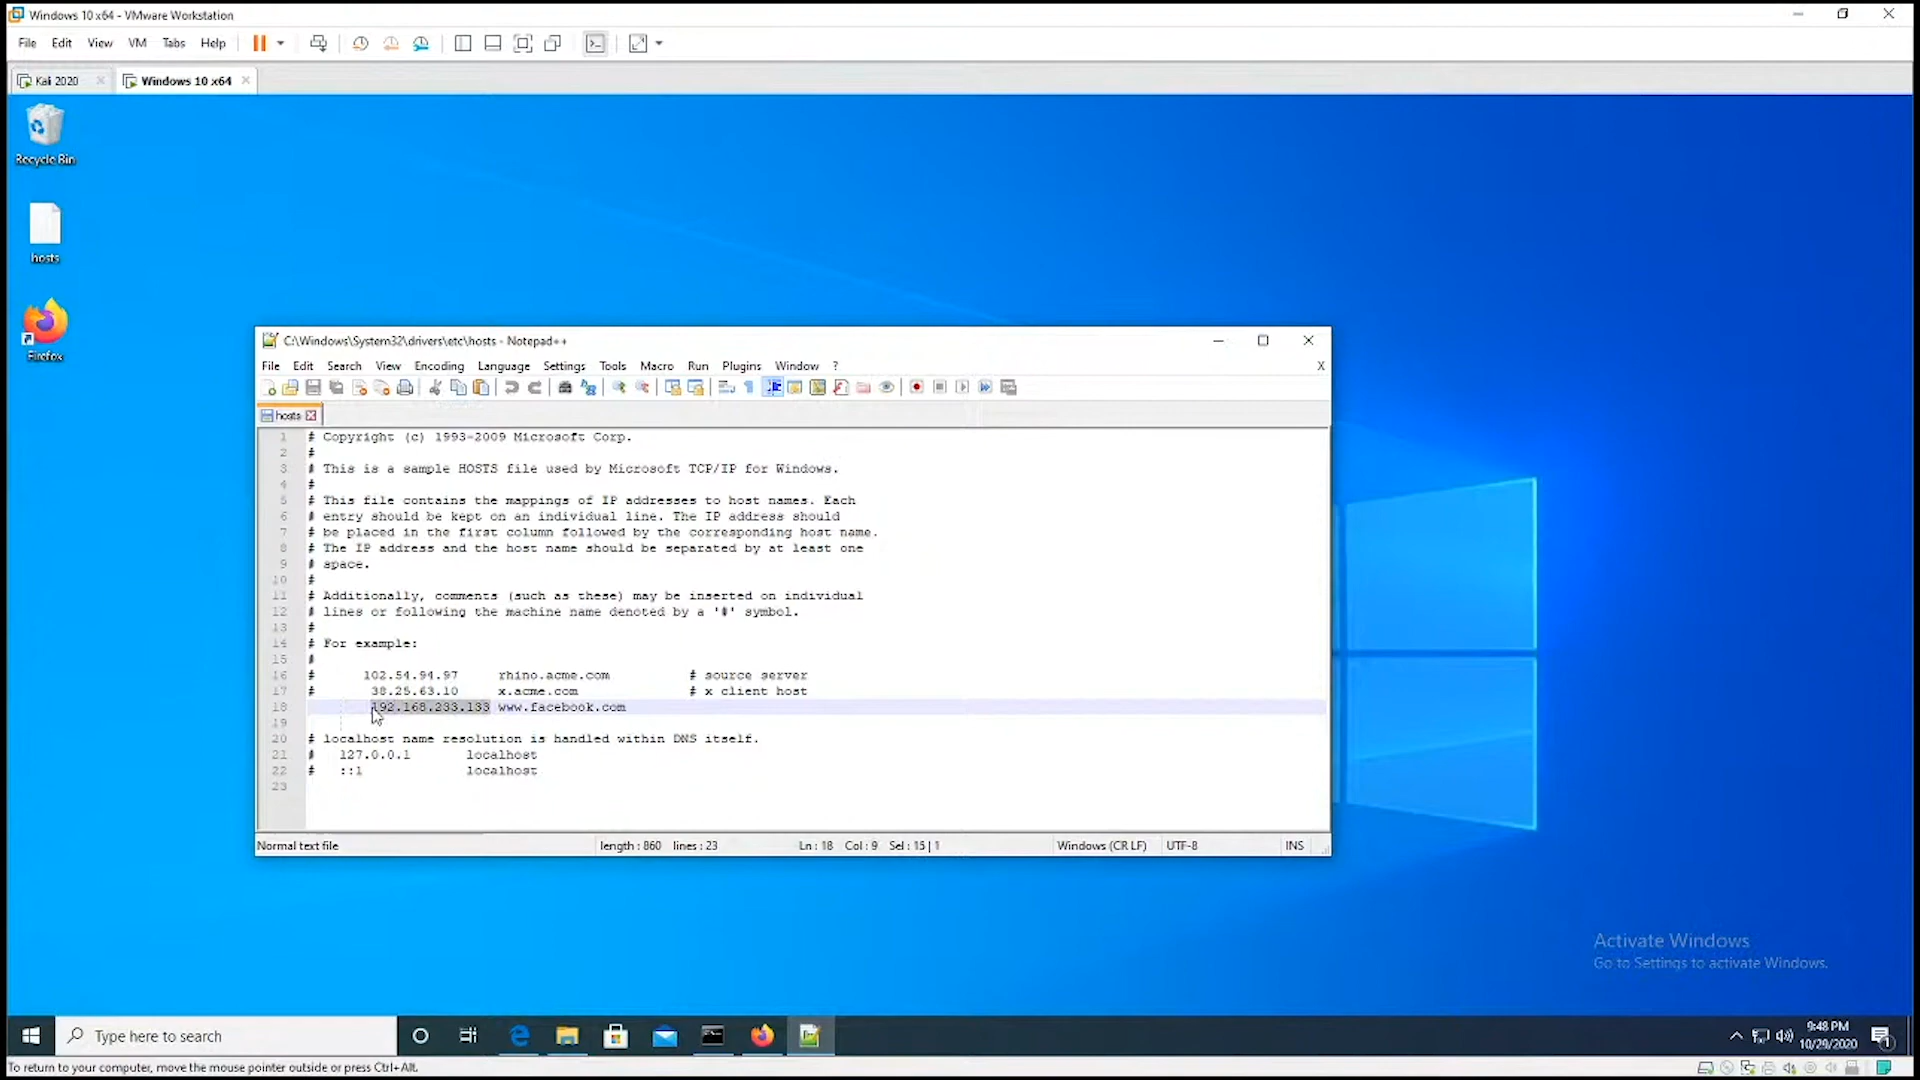 Windows 10 x64 - VMware Workstation
File Edit View VM Tabs Help
Kali 2020 Windows 10 x64
Recycle Bin
hosts
Firefox
C:\Windows\System32\drivers\etc\hosts - Notepad++
File Edit Search View Encoding Language Settings Tools Macro Run Plugins Window ? X
hosts
1 # Copyright (c) 1993-2009 Microsoft Corp.
2 #
3 # This is a sample HOSTS file used by Microsoft TCP/IP for Windows.
4 #
5 # This file contains the mappings of IP addresses to host names. Each
6 # entry should be kept on an individual line. The IP address should
7 # be placed in the first column followed by the corresponding host name.
8 # The IP address and the host name should be separated by at least one
9 # space.
10 #
11 # Additionally, comments (such as these) may be inserted on individual
12 # lines or following the machine name denoted by a '#' symbol.
13 #
14 # For example:
15 #
16 # 102.54.94.97 rhino.acme.com # source server
17 # 38.25.63.10 x.acme.com # x client host
18 192.168.233.133 www.facebook.com
19
20 # localhost name resolution is handled within DNS itself.
21 # 127.0.0.1 localhost
22 # ::1 localhost
23
Normal text file length : 860 lines : 23 Ln : 18 Col : 9 Sel : 15 | 1 Windows (CR LF) UTF-8 INS
Activate Windows
Go to Settings to activate Windows.
Type here to search
9:48 PM
10/29/2020
To return to your computer, move the mouse pointer outside or press Ctrl+Alt.